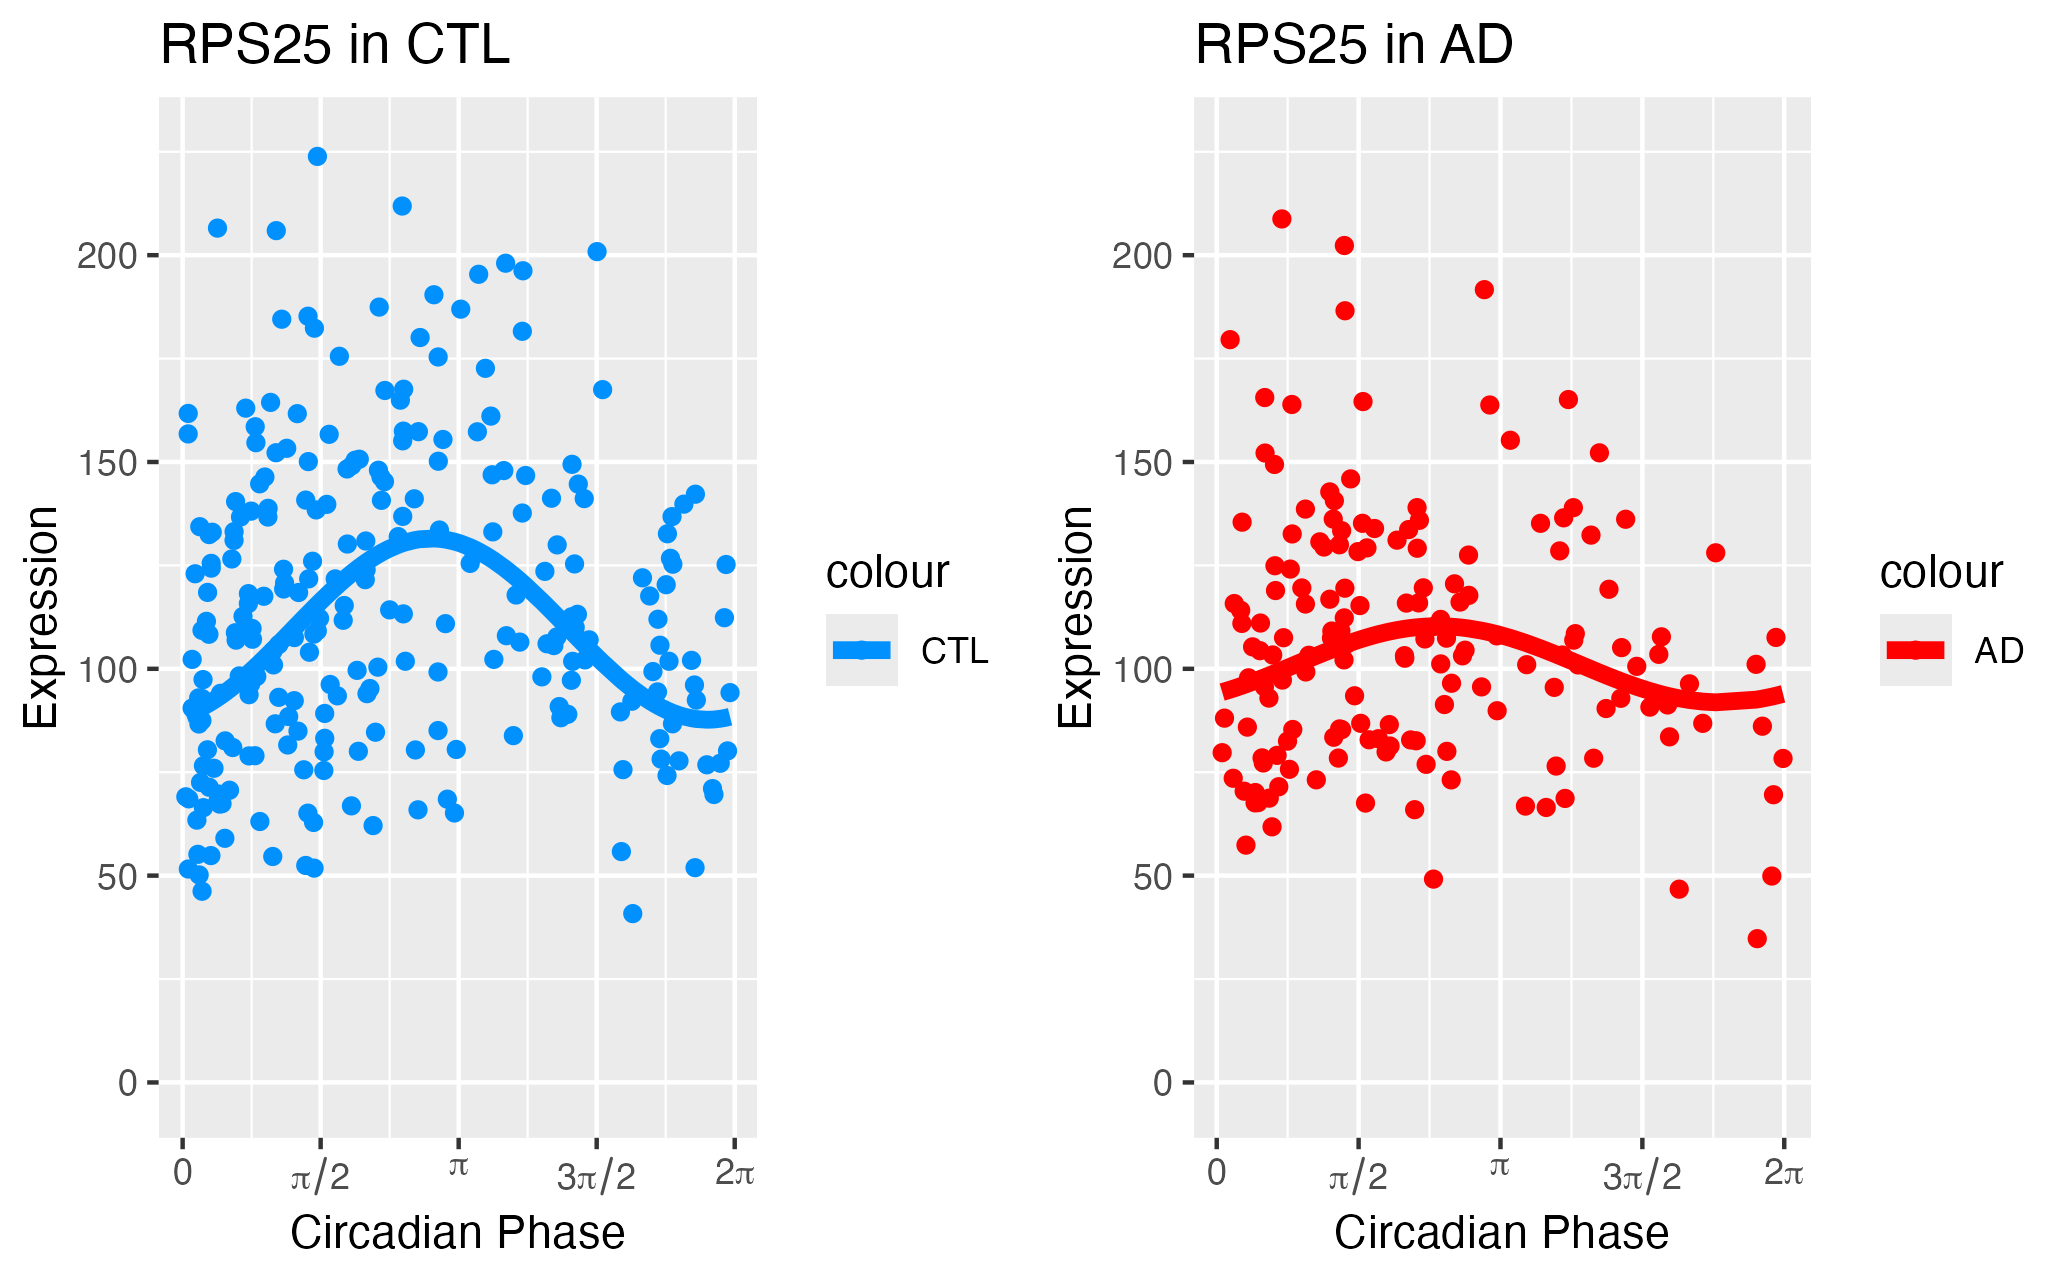 RPS25 in CTL
Expression
200
150
100
50
0
0 π/2 π 3π/2 2π
Circadian Phase
colour
CTL
RPS25 in AD
Expression
200
150
100
50
0
0 π/2 π 3π/2 2π
Circadian Phase
colour
AD